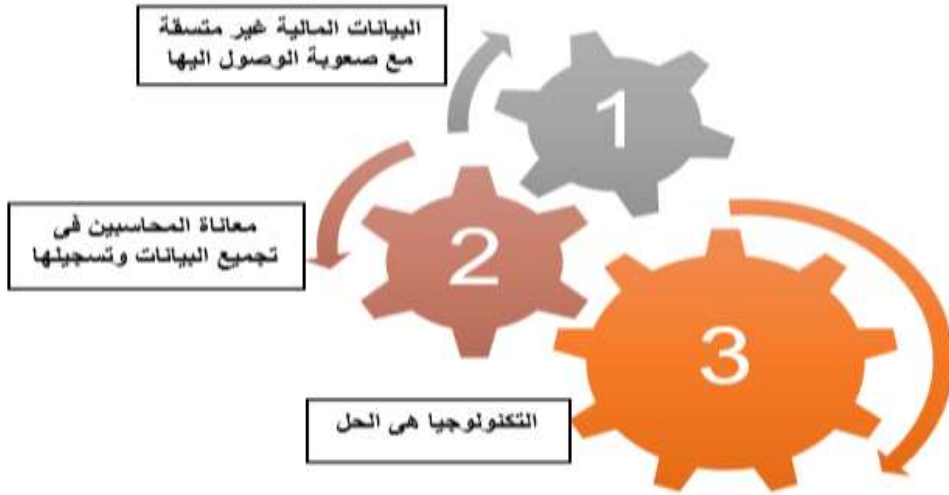 البيانات المالية غير متسقة
مع صعوبة الوصول اليها
1
معاناة المحاسبين فى
تجميع البيانات وتسجيلها
2
3
التكنولوجيا هى الحل